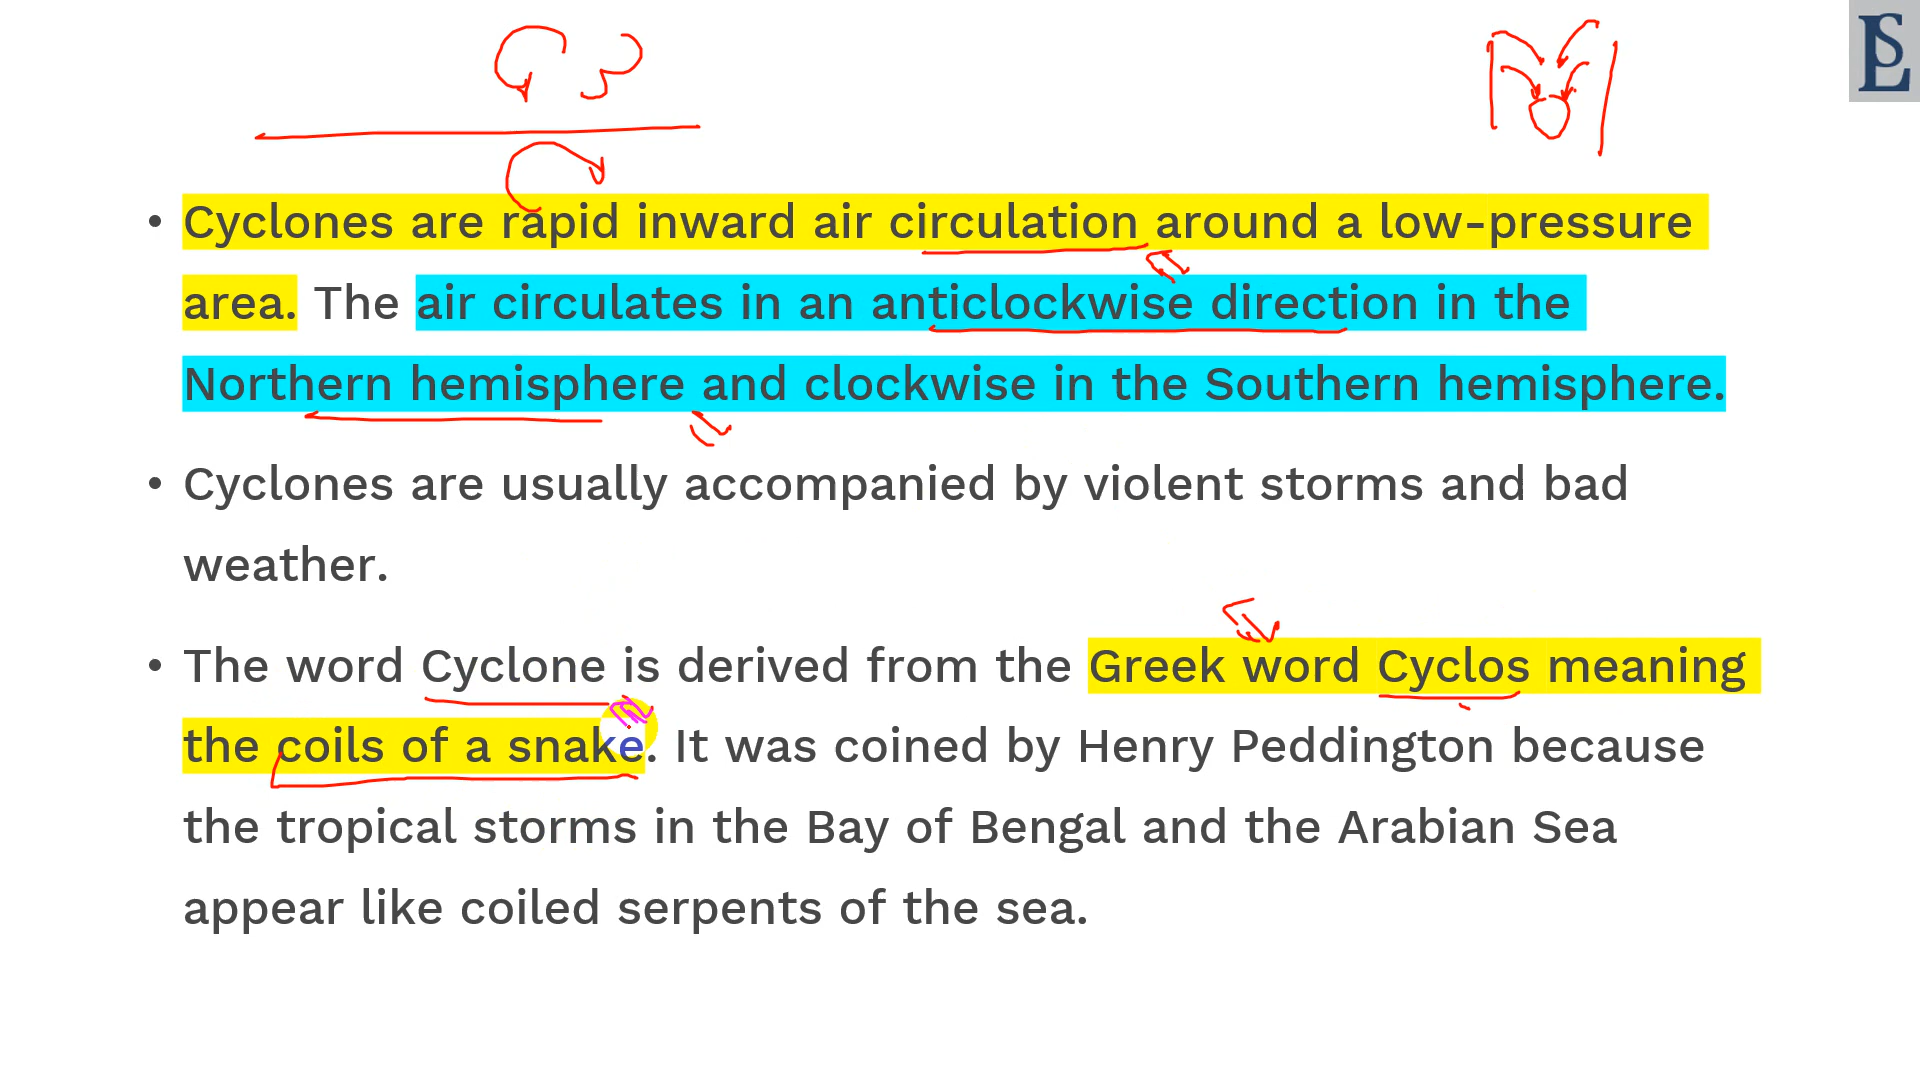 • Cyclones are rapid inward air circulation around a low-pressure
area. The air circulates in an anticlockwise direction in the
Northern hemisphere and clockwise in the Southern hemisphere.
• Cyclones are usually accompanied by violent storms and bad
weather.
• The word Cyclone is derived from the Greek word Cyclos meaning
the coils of a snake. It was coined by Henry Peddington because
the tropical storms in the Bay of Bengal and the Arabian Sea
appear like coiled serpents of the sea.